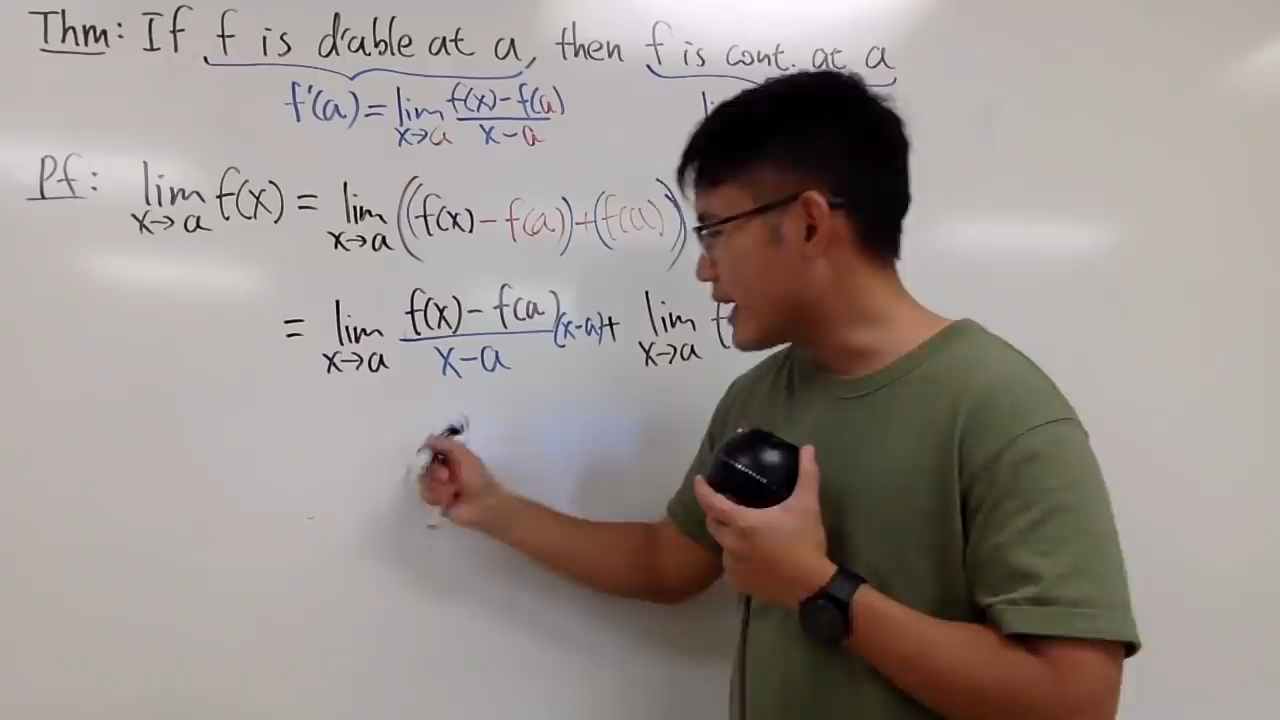 Thm: If f is d'able at a, then f is cont. at a
f'(a) = lim x→a f(x)-f(a) / x-a
Pf: lim x→a f(x) = lim x→a ((f(x) - f(a)) + (f(a)))
= lim x→a f(x) - f(a) / x-a (x-a) + lim x→a